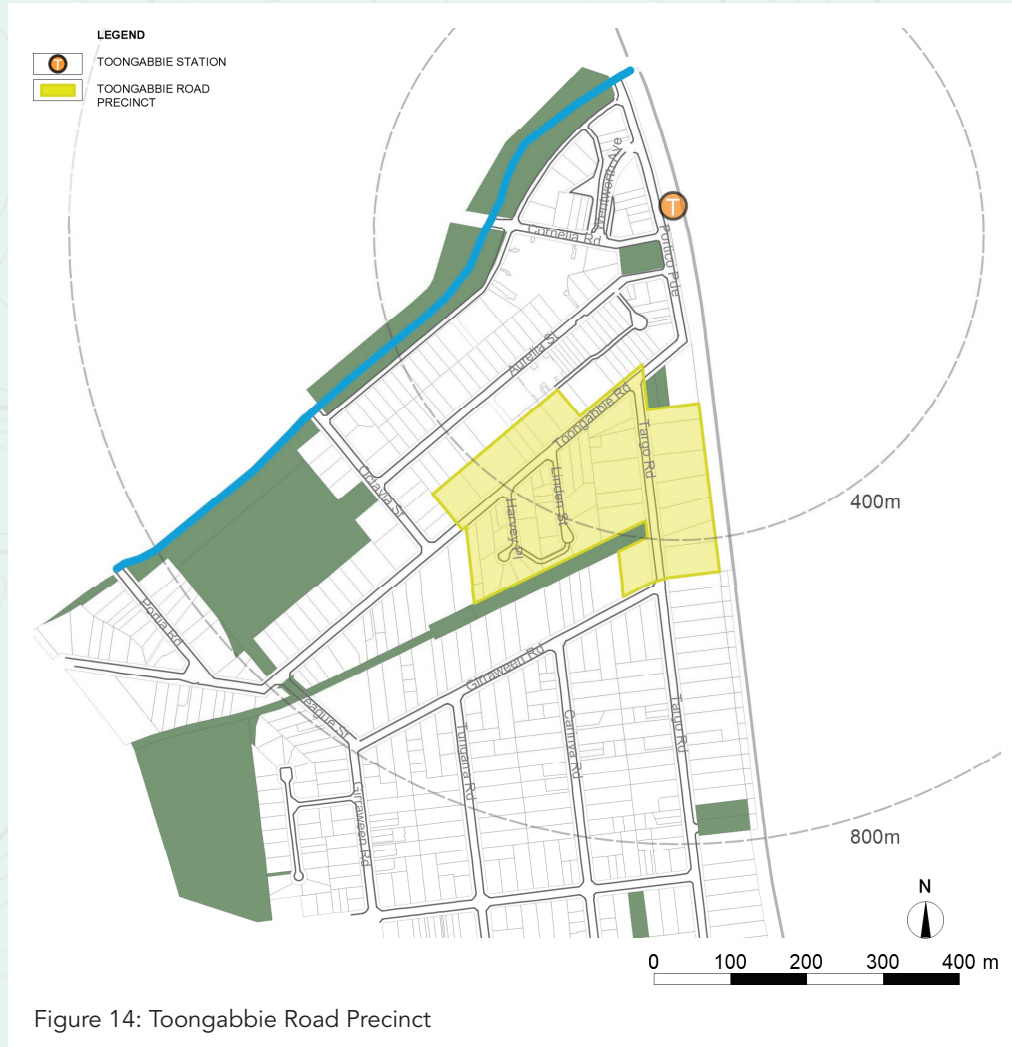 LEGEND
T
TOONGABBIE STATION
TOONGABBIE ROAD
PRECINCT
Wentworth Ave
T
Cornelia Rd
Portico Pde
Aurelia St
Toongabbie Rd
Targo Rd
Linden St
Harvey Pl
Octavia St
400m
Portia Rd
Girraween Rd
League St
Tungarra Rd
Camnya Rd
Targo Rd
Girraween Rd
800m
N
0 100 200 300 400 m
Figure 14: Toongabbie Road Precinct